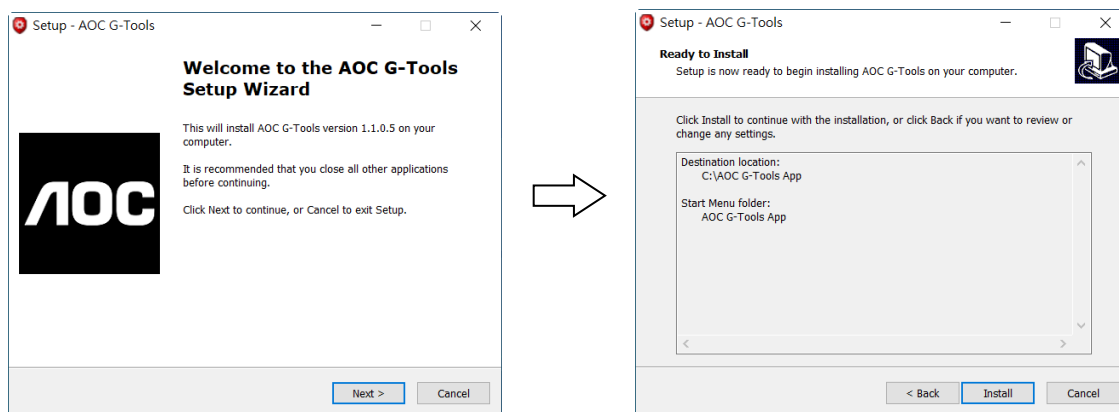 Setup - AOC G-Tools
Welcome to the AOC G-Tools
Setup Wizard
This will install AOC G-Tools version 1.1.0.5 on your
computer.
It is recommended that you close all other applications
before continuing.
Click Next to continue, or Cancel to exit Setup.
AOC
Next >
Cancel
Setup - AOC G-Tools
Ready to Install
Setup is now ready to begin installing AOC G-Tools on your computer.
Click Install to continue with the installation, or click Back if you want to review or
change any settings.
Destination location:
C:\AOC G-Tools App
Start Menu folder:
AOC G-Tools App
< Back
Install
Cancel